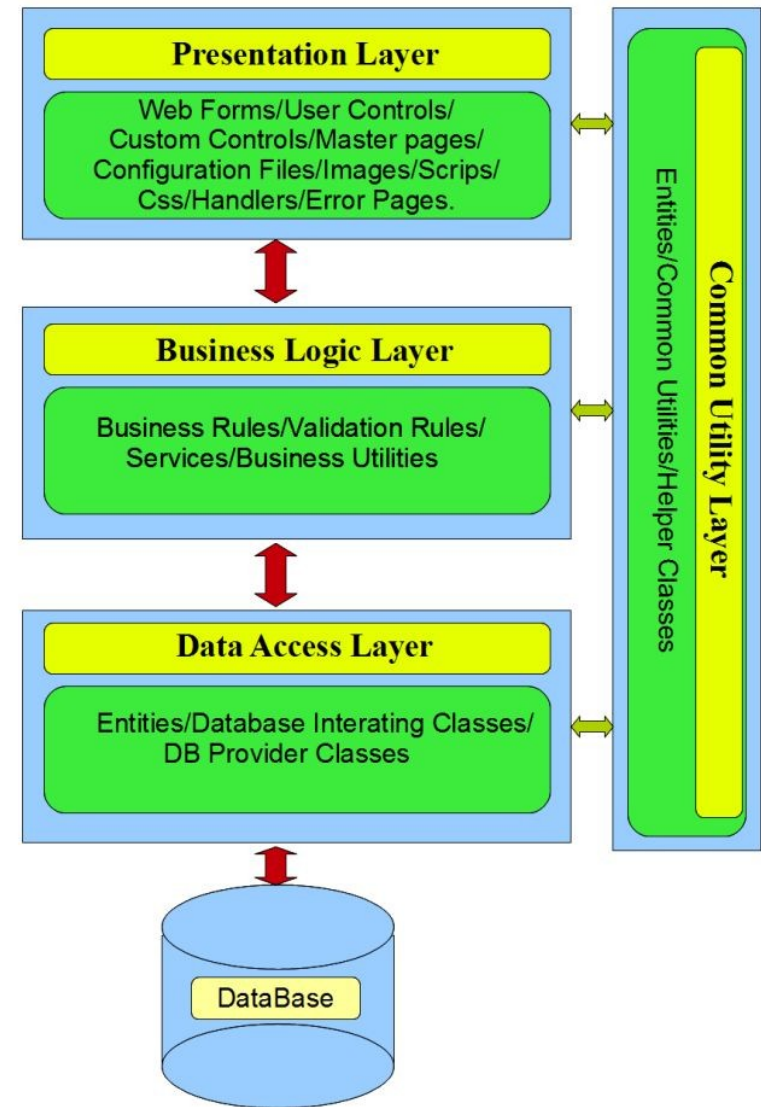 Presentation Layer
Web Forms/User Controls/
Custom Controls/Master pages/
Configuration Files/Images/Scrips/
Css/Handlers/Error Pages.
Business Logic Layer
Business Rules/Validation Rules/
Services/Business Utilities
Data Access Layer
Entities/Database Interating Classes/
DB Provider Classes
DataBase
Common Utility Layer
Entities/Common Utilities/Helper Classes